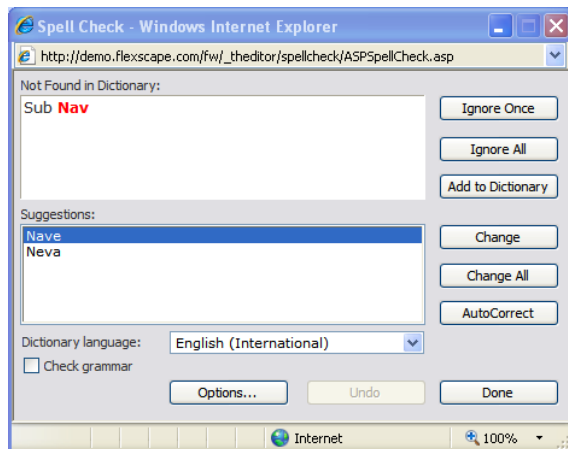 Spell Check - Windows Internet Explorer
http://demo.flexscape.com/fw/_theditor/spellcheck/ASPSpellCheck.asp
Not Found in Dictionary:
Sub Nav
Ignore Once
Ignore All
Add to Dictionary
Suggestions:
Nave
Neva
Change
Change All
AutoCorrect
Dictionary language:
English (International)
Check grammar
Options...
Undo
Done
Internet
100%